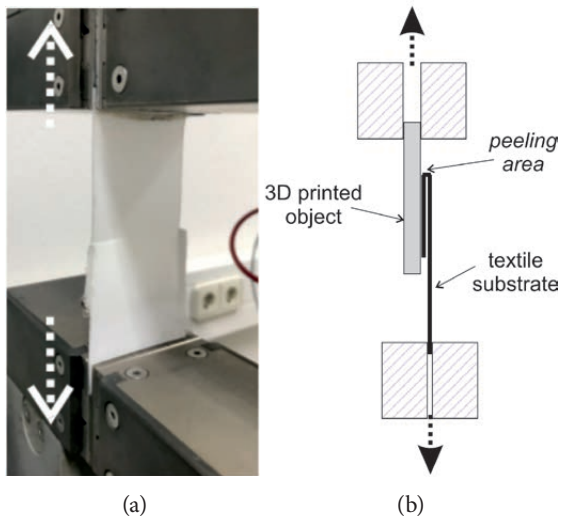 peeling
area
3D printed
object
textile
substrate
(a)
(b)